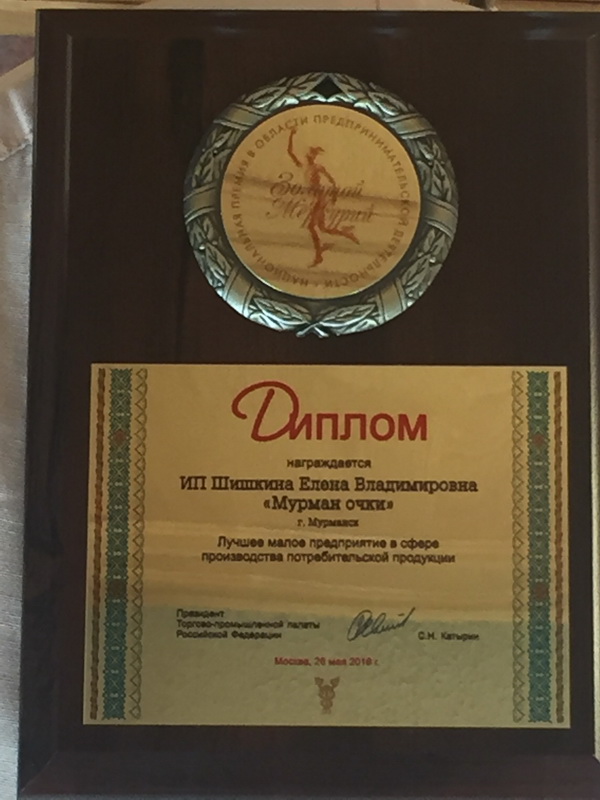 НАЦИОНАЛЬНАЯ ПРЕМИЯ В ОБЛАСТИ ПРЕДПРИНИМАТЕЛЬСКОЙ ДЕЯТЕЛЬНОСТИ
Золотой
Меркурий
Диплом
награждается
ИП Шишкина Елена Владимировна
«Мурман очки»
г. Мурманск
Лучшее малое предприятие в сфере
производства потребительской продукции
Президент
Торгово-промышленной палаты
Российской Федерации
С.Н. Катырин
Москва, 26 мая 2016 г.